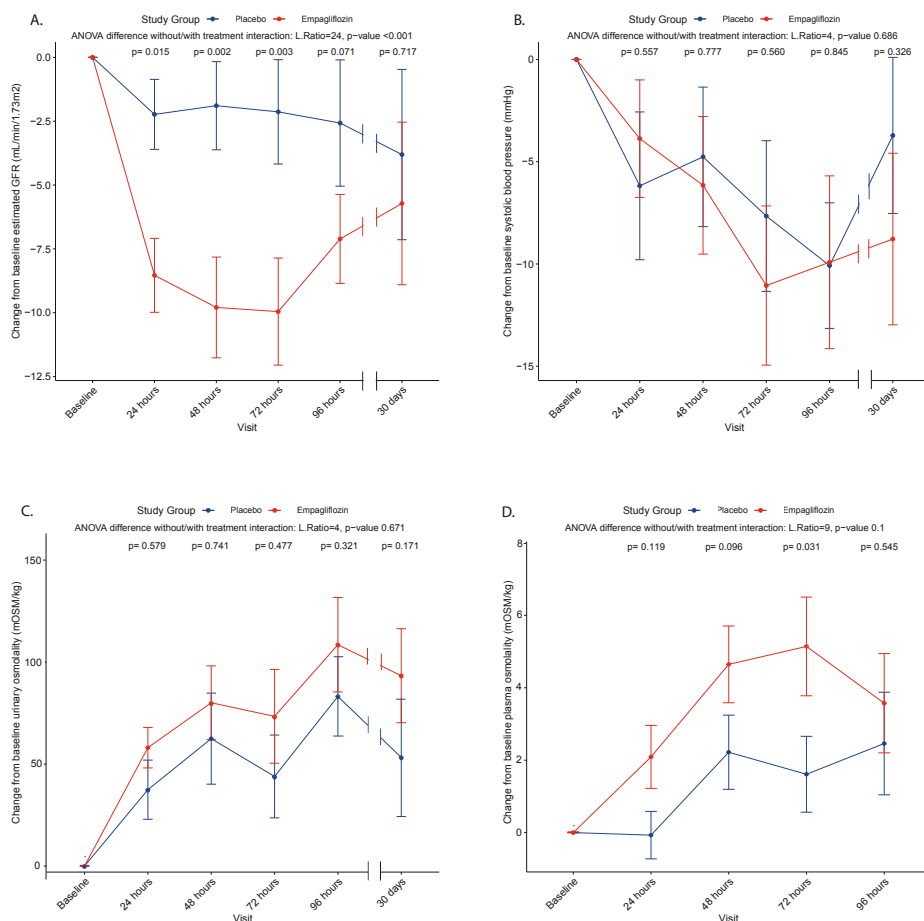 A.
Study Group Placebo Empagliflozin
ANOVA difference without/with treatment interaction: L.Ratio=24, p-value <0.001
p= 0.015 p= 0.002 p= 0.003 p= 0.071 p= 0.717
Change from baseline estimated GFR (mL/min/1.73m2)
0.0
-2.5
-5.0
-7.5
-10.0
-12.5
Baseline 24 hours 48 hours 72 hours 96 hours 30 days
Visit
B.
Study Group Placebo Empagliflozin
ANOVA difference without/with treatment interaction: L.Ratio=4, p-value 0.686
p= 0.557 p= 0.777 p= 0.560 p= 0.845 p= 0.326
Change from baseline systolic blood pressure (mmHg)
0
-5
-10
-15
Baseline 24 hours 48 hours 72 hours 96 hours 30 days
Visit
C.
Study Group Placebo Empagliflozin
ANOVA difference without/with treatment interaction: L.Ratio=4, p-value 0.671
p= 0.579 p= 0.741 p= 0.477 p= 0.321 p= 0.171
Change from baseline urinary osmolality (mOSM/kg)
150
100
50
0
Baseline 24 hours 48 hours 72 hours 96 hours 30 days
Visit
D.
Study Group Placebo Empagliflozin
ANOVA difference without/with treatment interaction: L.Ratio=9, p-value 0.1
p= 0.119 p= 0.096 p= 0.031 p= 0.545
Change from baseline plasma osmolality (mOSM/kg)
8
6
4
2
0
Baseline 24 hours 48 hours 72 hours 96 hours
Visit